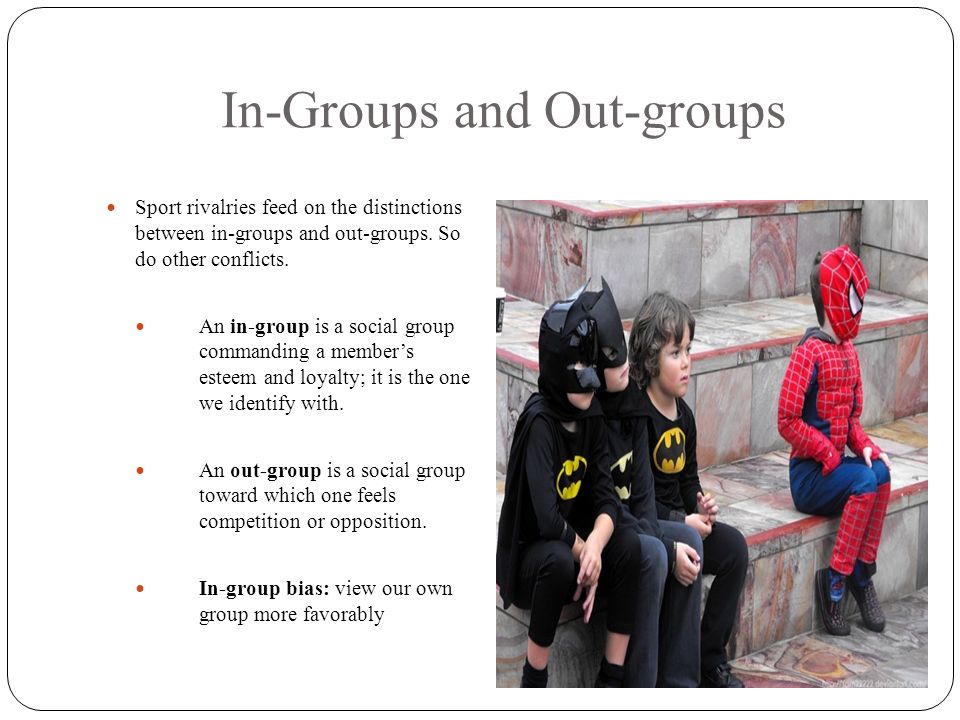 In-Groups and Out-groups
Sport rivalries feed on the distinctions
between in-groups and out-groups. So
do other conflicts.
An in-group is a social group
commanding a member’s
esteem and loyalty; it is the one
we identify with.
An out-group is a social group
toward which one feels
competition or opposition.
In-group bias: view our own
group more favorably